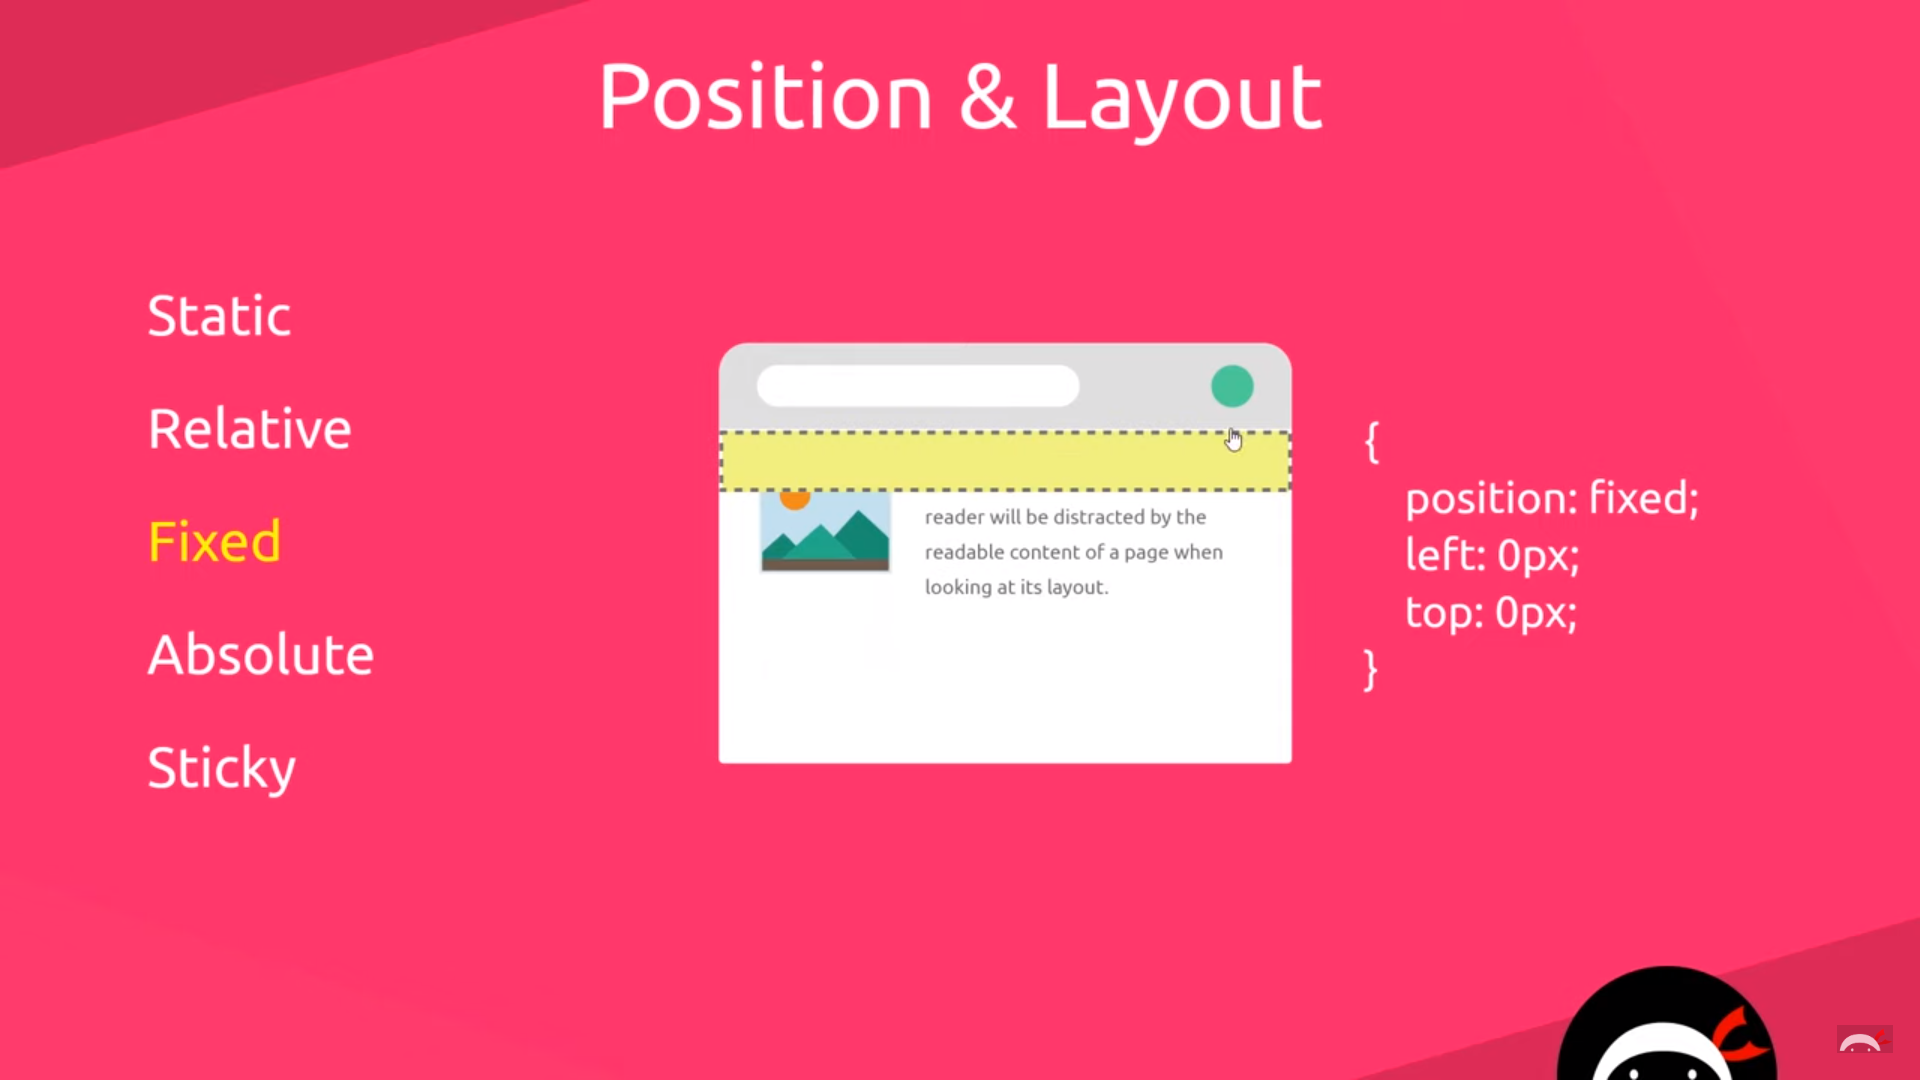 Position & Layout
Static
Relative
Fixed
Absolute
Sticky
reader will be distracted by the
readable content of a page when
looking at its layout.
{
position: fixed;
left: 0px;
top: 0px;
}